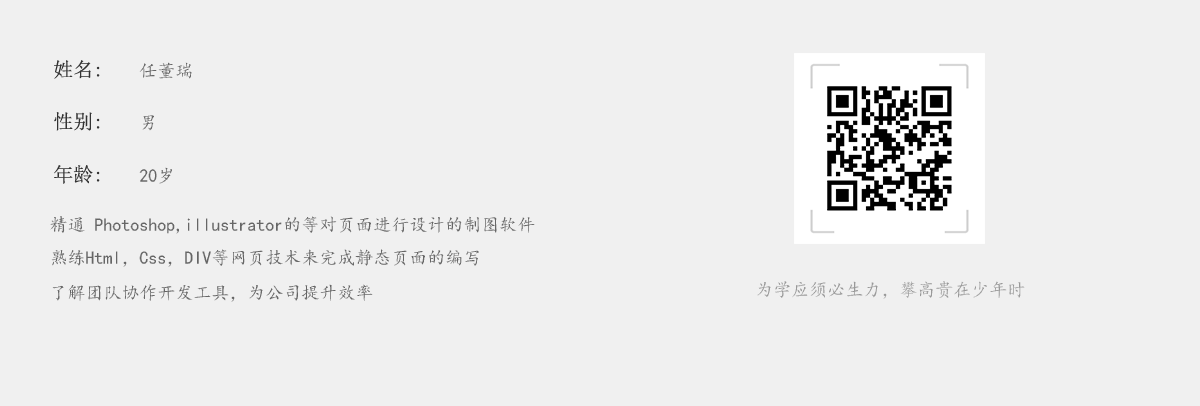 姓名: 任董瑞
性别: 男
年龄: 20岁
精通 Photoshop,illustrator的等对页面进行设计的制图软件
熟练Html, Css, DIV等网页技术来完成静态页面的编写
了解团队协作开发工具, 为公司提升效率
为学应须必生力, 攀高贵在少年时